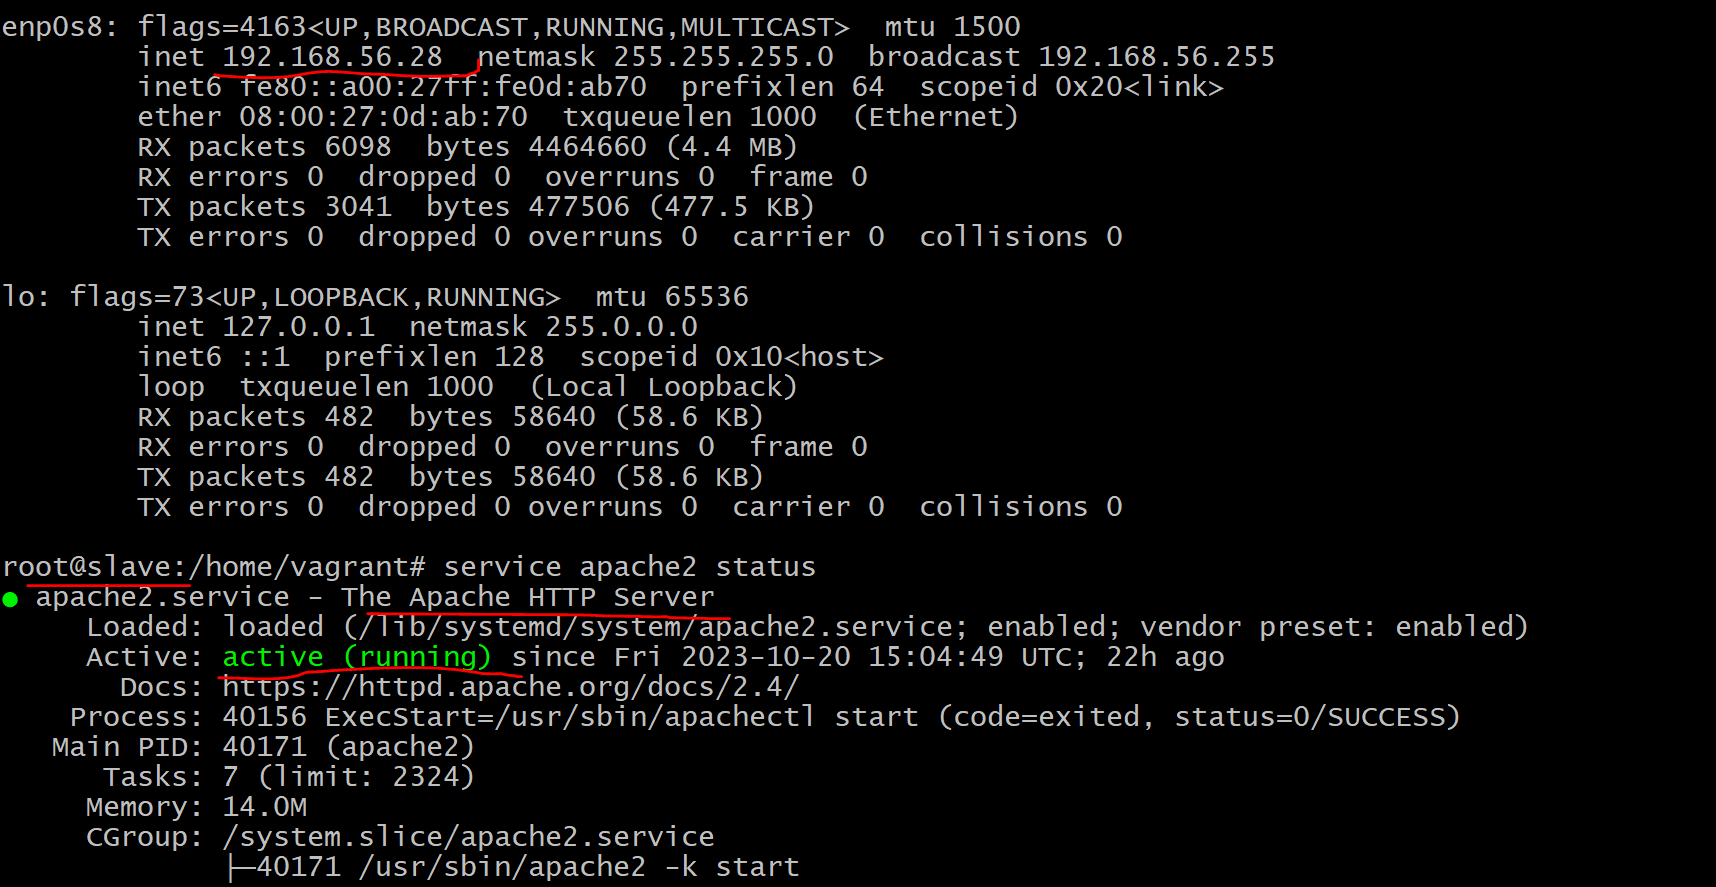 enp0s8: flags=4163<UP,BROADCAST,RUNNING,MULTICAST>  mtu 1500
        inet 192.168.56.28  netmask 255.255.255.0  broadcast 192.168.56.255
        inet6 fe80::a00:27ff:fe0d:ab70  prefixlen 64  scopeid 0x20<link>
        ether 08:00:27:0d:ab:70  txqueuelen 1000  (Ethernet)
        RX packets 6098  bytes 4464660 (4.4 MB)
        RX errors 0  dropped 0  overruns 0  frame 0
        TX packets 3041  bytes 477506 (477.5 KB)
        TX errors 0  dropped 0 overruns 0  carrier 0  collisions 0

lo: flags=73<UP,LOOPBACK,RUNNING>  mtu 65536
        inet 127.0.0.1  netmask 255.0.0.0
        inet6 ::1  prefixlen 128  scopeid 0x10<host>
        loop  txqueuelen 1000  (Local Loopback)
        RX packets 482  bytes 58640 (58.6 KB)
        RX errors 0  dropped 0  overruns 0  frame 0
        TX packets 482  bytes 58640 (58.6 KB)
        TX errors 0  dropped 0 overruns 0  carrier 0  collisions 0

root@slave:/home/vagrant# service apache2 status
● apache2.service - The Apache HTTP Server
     Loaded: loaded (/lib/systemd/system/apache2.service; enabled; vendor preset: enabled)
     Active: active (running) since Fri 2023-10-20 15:04:49 UTC; 22h ago
       Docs: https://httpd.apache.org/docs/2.4/
    Process: 40156 ExecStart=/usr/sbin/apachectl start (code=exited, status=0/SUCCESS)
   Main PID: 40171 (apache2)
      Tasks: 7 (limit: 2324)
     Memory: 14.0M
     CGroup: /system.slice/apache2.service
             ├─40171 /usr/sbin/apache2 -k start